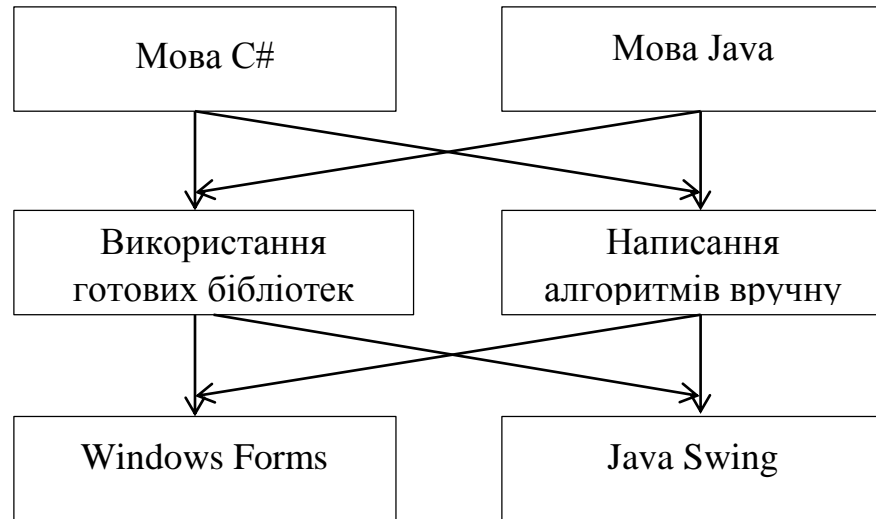 Мова C#
Мова Java
Використання
готових бібліотек
Написання
алгоритмів вручну
Windows Forms
Java Swing